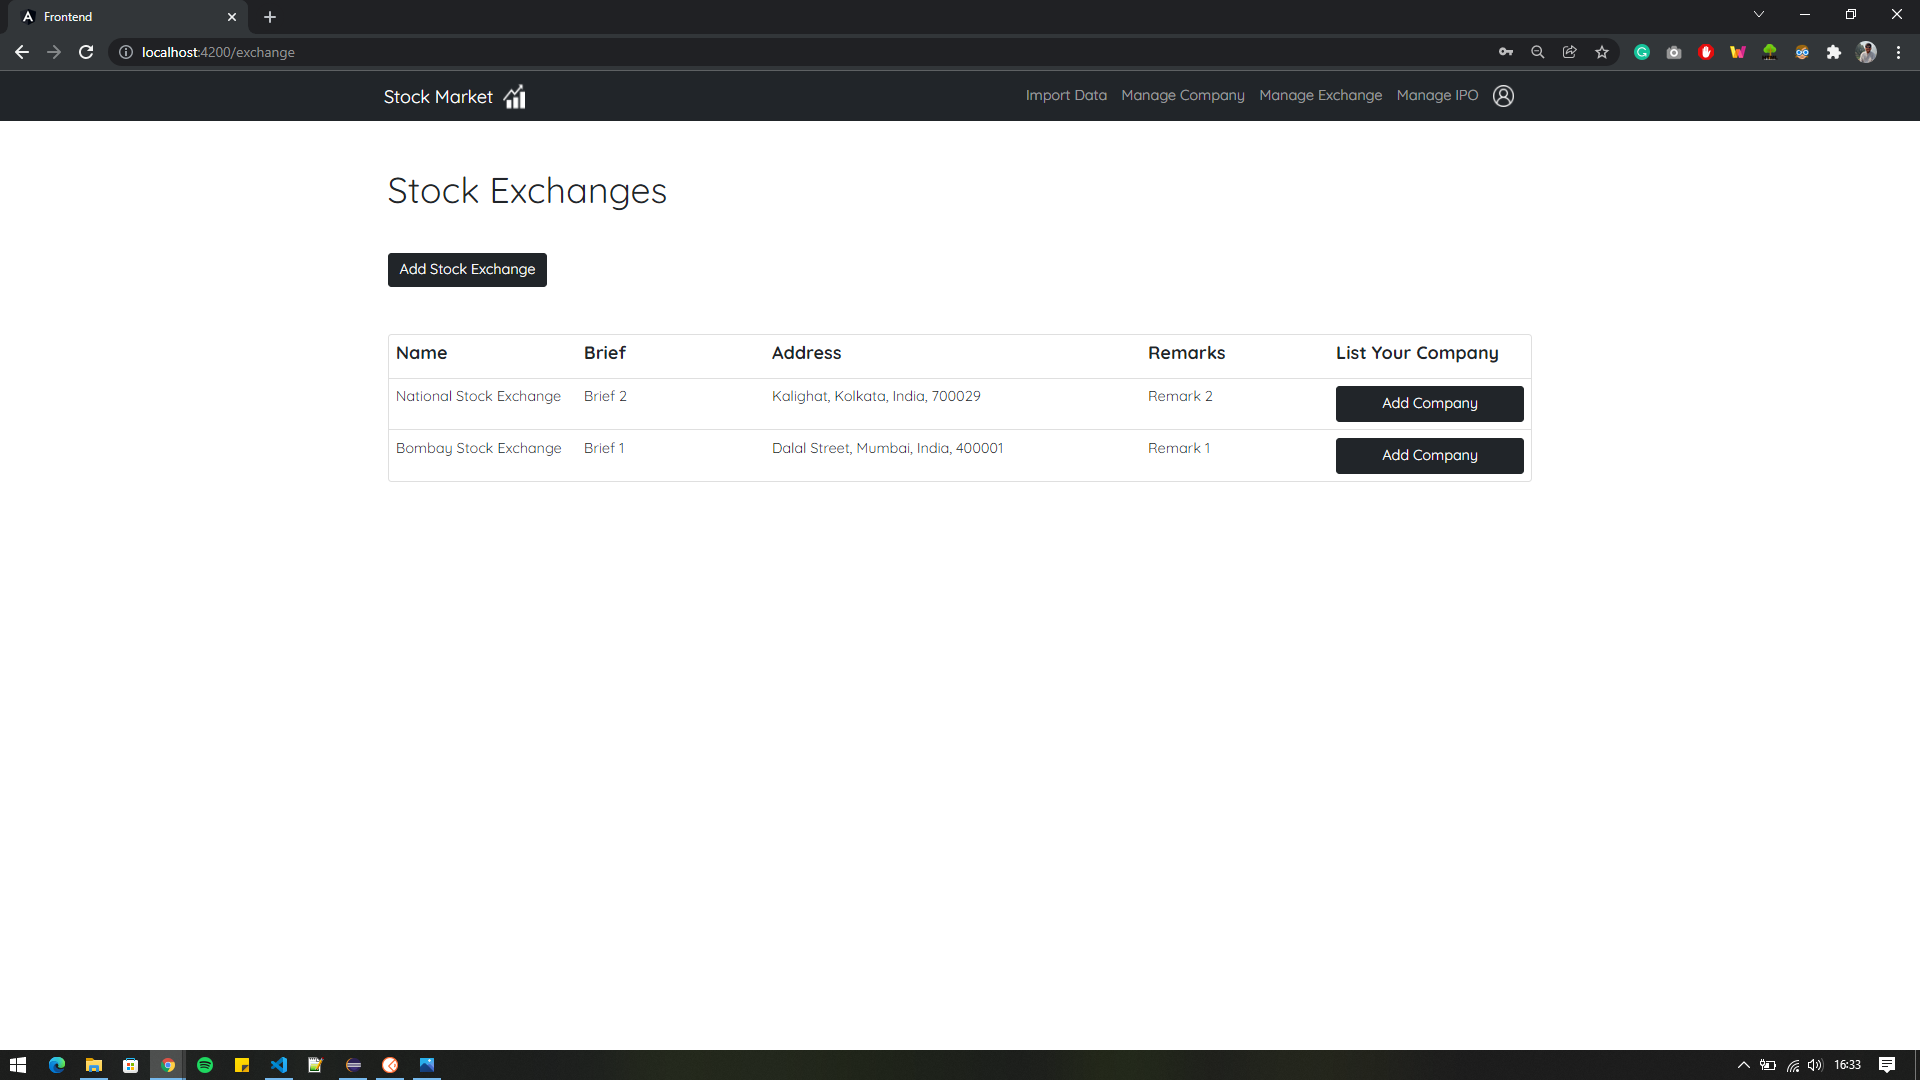 Frontend
localhost:4200/exchange
Stock Market
Import Data Manage Company Manage Exchange Manage IPO
Stock Exchanges
Add Stock Exchange
Name Brief Address Remarks List Your Company
National Stock Exchange Brief 2 Kalighat, Kolkata, India, 700029 Remark 2 Add Company
Bombay Stock Exchange Brief 1 Dalal Street, Mumbai, India, 400001 Remark 1 Add Company
16:33